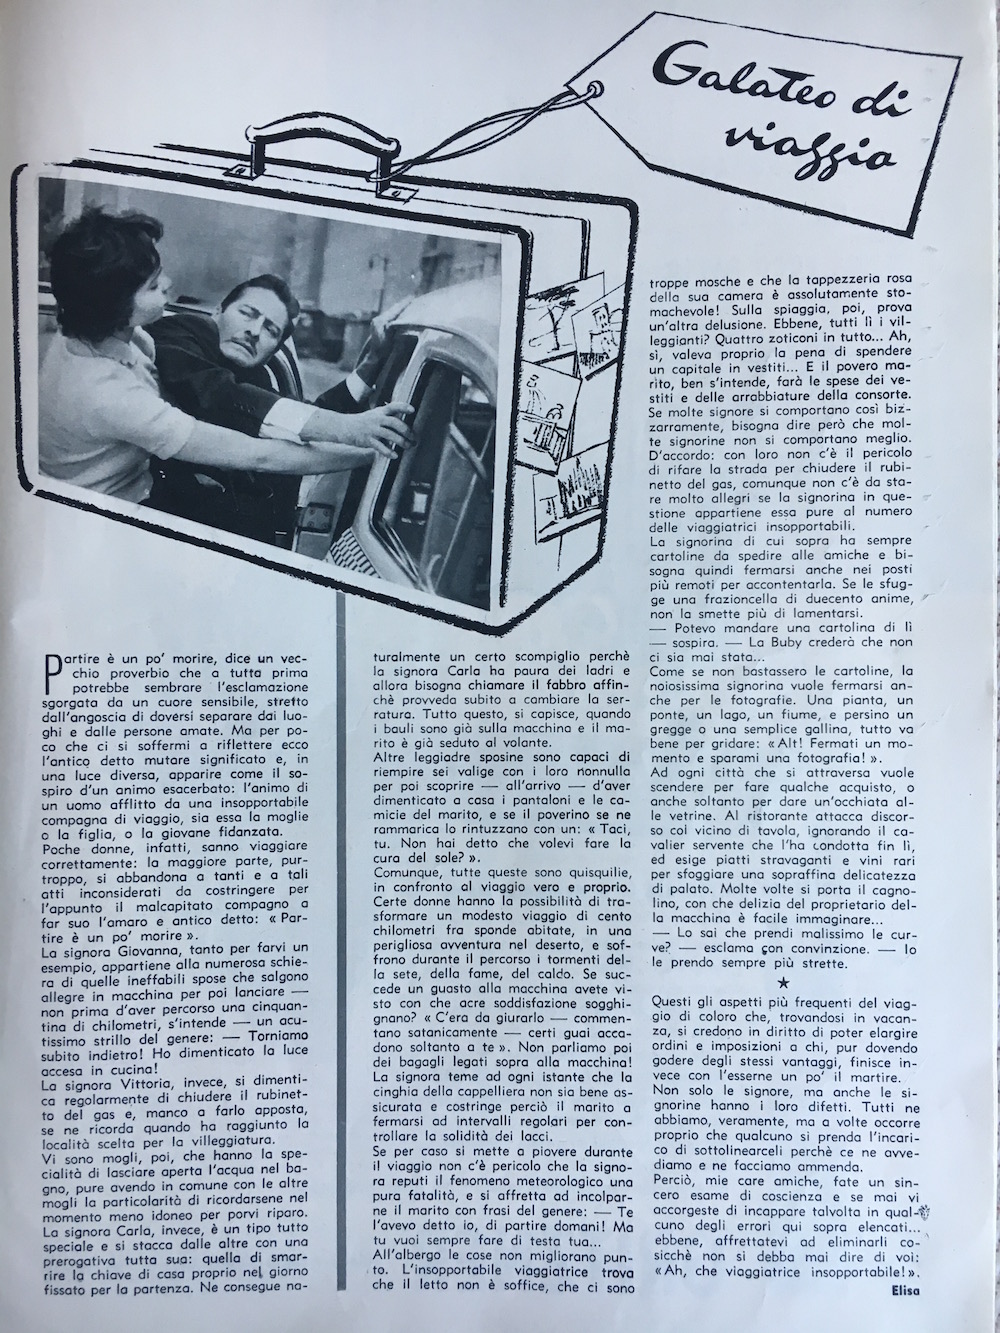 Galateo di
viaggio
Partire è un po' morire, dice un vec-
chio proverbio che a tutta prima
potrebbe sembrare l'esclamazione
sgorgata da un cuore sensibile, stretto
dall'angoscia di doversi separare dai luo-
ghi e dalle persone amate. Ma per po-
co che ci si soffermi a riflettere ecco
l'antico detto mutare significato e, in
una luce diversa, apparire come il so-
spiro d'un animo esacerbato: l'animo di
un uomo afflitto da una insopportabile
compagna di viaggio, sia essa la moglie
o la figlia, o la giovane fidanzata.
Poche donne, infatti, sanno viaggiare
correttamente: la maggiore parte, pur-
troppo, si abbandona a tanti e a tali
atti inconsiderati da costringere per
l'appunto il malcapitato compagno a
far suo l'amaro e antico detto: « Par-
tire è un po' morire ».
La signora Giovanna, tanto per farvi un
esempio, appartiene alla numerosa schie-
ra di quelle ineffabili spose che salgono
allegre in macchina per poi lanciare —
non prima d'aver percorso una cinquan-
tina di chilometri, s'intende — un acu-
tissimo strillo del genere: — Torniamo
subito indietro! Ho dimenticato la luce
accesa in cucina!
La signora Vittoria, invece, si dimenti-
ca regolarmente di chiudere il rubinet-
to del gas e, manco a farlo apposta,
se ne ricorda quando ha raggiunto la
località scelta per la villeggiatura.
Vi sono mogli, poi, che hanno la spe-
cialità di lasciare aperta l'acqua nel ba-
gno, pure avendo in comune con le altre
mogli la particolarità di ricordarsene nel
momento meno idoneo per porvi riparo.
La signora Carla, invece, è un tipo tutto
speciale e si stacca dalle altre con una
prerogativa tutta sua: quella di smar-
rire la chiave di casa proprio nel giorno
fissato per la partenza. Ne consegue na-
turalmente un certo scompiglio perchè
la signora Carla ha paura dei ladri e
allora bisogna chiamare il fabbro affin-
chè provveda subito a cambiare la ser-
ratura. Tutto questo, si capisce, quando
i bauli sono già sulla macchina e il ma-
rito è già seduto al volante.
Altre leggiadre sposine sono capaci di
riempire sei valige con i loro nonnulla
per poi scoprire — all'arrivo — d'aver
dimenticato a casa i pantaloni e le ca-
micie del marito, e se il poverino se ne
rammarica lo rintuzzano con un: « Taci,
tu. Non hai detto che volevi fare la
cura del sole? ».
Comunque, tutte queste sono quisquilie,
in confronto al viaggio vero e proprio.
Certe donne hanno la possibilità di tra-
sformare un modesto viaggio di cento
chilometri fra sponde abitate, in una
perigliosa avventura nel deserto, e sof-
frono durante il percorso i tormenti del-
la sete, della fame, del caldo. Se suc-
cede un guasto alla macchina avete vi-
sto con che acre soddisfazione sogghi-
gnano? « C'era da giurarlo — commen-
tano satanicamente — certi guai acca-
dono soltanto a te ». Non parliamo poi
dei bagagli legati sopra alla macchina!
La signora teme ad ogni istante che la
cinghia della cappelliera non sia bene as-
sicurata e costringe perciò il marito a
fermarsi ad intervalli regolari per con-
trollare la solidità dei lacci.
Se per caso si mette a piovere durante
il viaggio non c'è pericolo che la signo-
ra reputi il fenomeno meteorologico una
pura fatalità, e si affretta ad incolpar-
ne il marito con frasi del genere: — Te
l'avevo detto io, di partire domani! Ma
tu vuoi sempre fare di testa tua...
All'albergo le cose non migliorano pun-
to. L'insopportabile viaggiatrice trova
che il letto non è soffice, che ci sono
troppe mosche e che la tappezzeria rosa
della sua camera è assolutamente sto-
machevole! Sulla spiaggia, poi, prova
un'altra delusione. Ebbene, tutti lì i vil-
leggianti? Quattro zoticoni in tutto... Ah,
sì, valeva proprio la pena di spendere
un capitale in vestiti... E il povero ma-
rito, ben s'intende, farà le spese dei ve-
stiti e delle arrabbiature della consorte.
Se molte signore si comportano così biz-
zarramente, bisogna dire però che mol-
te signorine non si comportano meglio.
D'accordo: con loro non c'è il pericolo
di rifare la strada per chiudere il rubi-
netto del gas, comunque non c'è da sta-
re molto allegri se la signorina in que-
stione appartiene essa pure al numero
delle viaggiatrici insopportabili.
La signorina di cui sopra ha sempre
cartoline da spedire alle amiche e bi-
sogna quindi fermarsi anche nei posti
più remoti per accontentarla. Se le sfug-
ge una frazioncella di duecento anime,
non la smette più di lamentarsi.
— Potevo mandare una cartolina di lì
— sospira. — La Buby crederà che non
ci sia mai stata...
Come se non bastassero le cartoline, la
noiosissima signorina vuole fermarsi an-
che per le fotografie. Una pianta, un
ponte, un lago, un fiume, e persino un
gregge o una semplice gallina, tutto va
bene per gridare: « Alt! Fermati un mo-
mento e sparami una fotografia! ».
Ad ogni città che si attraversa vuole
scendere per fare qualche acquisto, o
anche soltanto per dare un'occhiata al-
le vetrine. Al ristorante attacca discor-
so coi vicino di tavola, ignorando il ca-
valier servente che l'ha condotta fin lì,
ed esige piatti stravaganti e vini rari
per sfoggiare una sopraffina delicatezza
di palato. Molte volte si porta il cagno-
lino, con che delizia del proprietario del-
la macchina è facile immaginare...
— Lo sai che prendi malissimo le cur-
ve? — esclama con convinzione. — Io
le prendo sempre più strette.
★
Questi gli aspetti più frequenti del viag-
gio di coloro che, trovandosi in vacan-
za, si credono in diritto di poter elargire
ordini e imposizioni a chi, pur dovendo
godere degli stessi vantaggi, finisce in-
vece con l'esserne un po' il martire.
Non solo le signore, ma anche le si-
gnorine hanno i loro difetti. Tutti ne
abbiamo, veramente, ma a volte occorre
proprio che qualcuno si prenda l'incari-
co di sottolinearceli perchè ce ne avve-
diamo e ne facciamo ammenda.
Perciò, mie care amiche, fate un sin-
cero esame di coscienza e se mai vi
accorgeste di incappare talvolta in qual-
cuno degli errori qui sopra elencati...
ebbene, affrettatevi ad eliminarli co-
sicchè non si debba mai dire di voi:
«Ah, che viaggiatrice insopportabile!».
Elisa